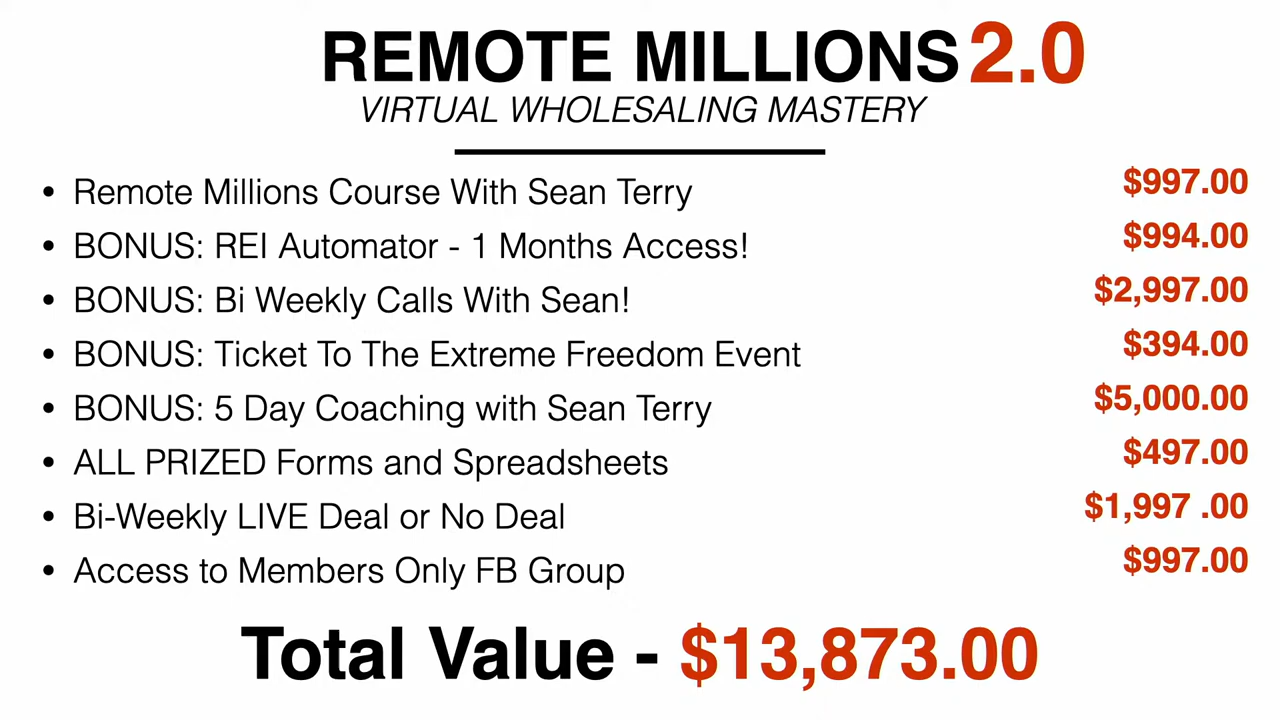 REMOTE MILLIONS 2.0
VIRTUAL WHOLESALING MASTERY
• Remote Millions Course With Sean Terry $997.00
• BONUS: REI Automator - 1 Months Access! $994.00
• BONUS: Bi Weekly Calls With Sean! $2,997.00
• BONUS: Ticket To The Extreme Freedom Event $394.00
• BONUS: 5 Day Coaching with Sean Terry $5,000.00
• ALL PRIZED Forms and Spreadsheets $497.00
• Bi-Weekly LIVE Deal or No Deal $1,997 .00
• Access to Members Only FB Group $997.00
Total Value - $13,873.00